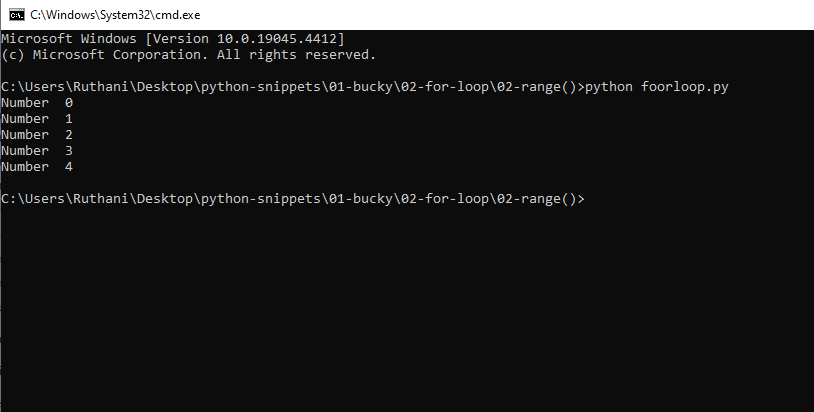 C:\Windows\System32\cmd.exe
Microsoft Windows [Version 10.0.19045.4412]
(c) Microsoft Corporation. All rights reserved.
C:\Users\Ruthani\Desktop\python-snippets\01-bucky\02-for-loop\02-range()>python foorloop.py
Number  0
Number  1
Number  2
Number  3
Number  4
C:\Users\Ruthani\Desktop\python-snippets\01-bucky\02-for-loop\02-range()>